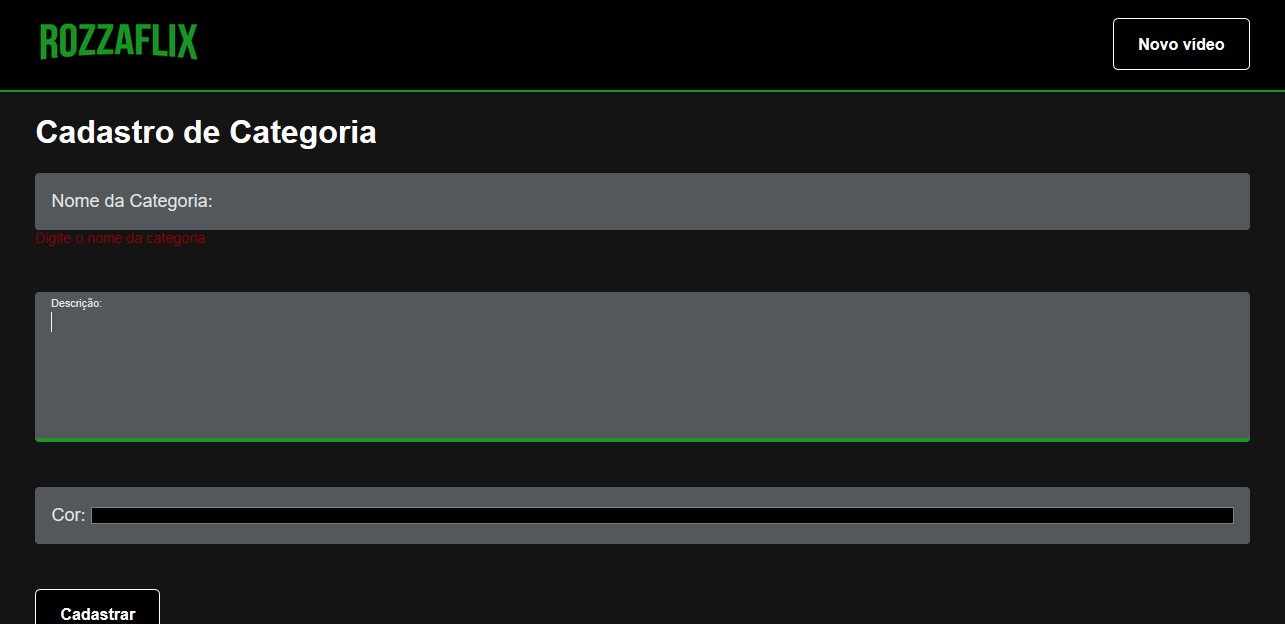 ROZZAFLIX
Novo vídeo
Cadastro de Categoria
Nome da Categoria:
Digite o nome da categoria
Descrição:
Cor:
Cadastrar